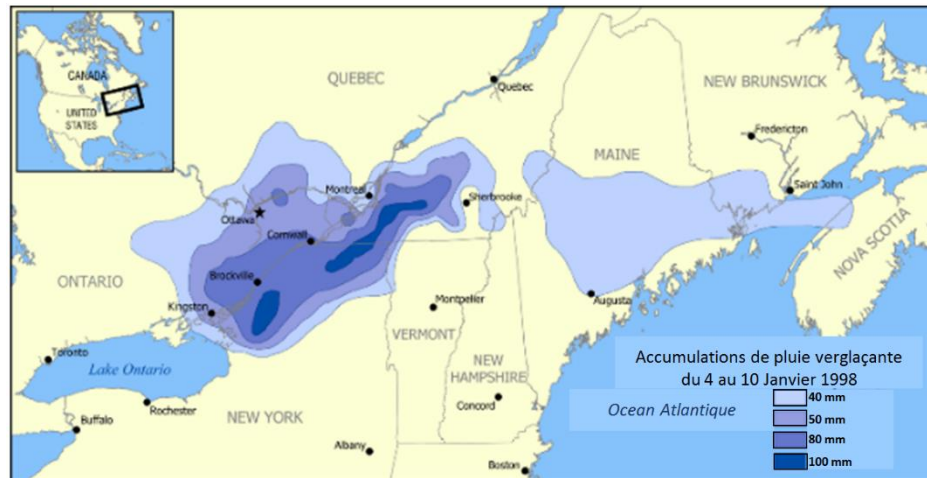 CANADA
UNITED
STATES
QUEBEC
Quebec
NEW BRUNSWICK
Fredericton
MAINE
Saint John
Montreal
Sherbrooke
Ottawa
Cornwall
NOVA SCOTIA
ONTARIO
Brockville
Kingston
Montpelier
Augusta
VERMONT
Toronto
Lake Ontario
NEW
HAMPSHIRE
Rochester
Concord
NEW YORK
Buffalo
Albany
Boston
Accumulations de pluie verglaçante
du 4 au 10 Janvier 1998
Ocean Atlantique
40 mm
50 mm
80 mm
100 mm